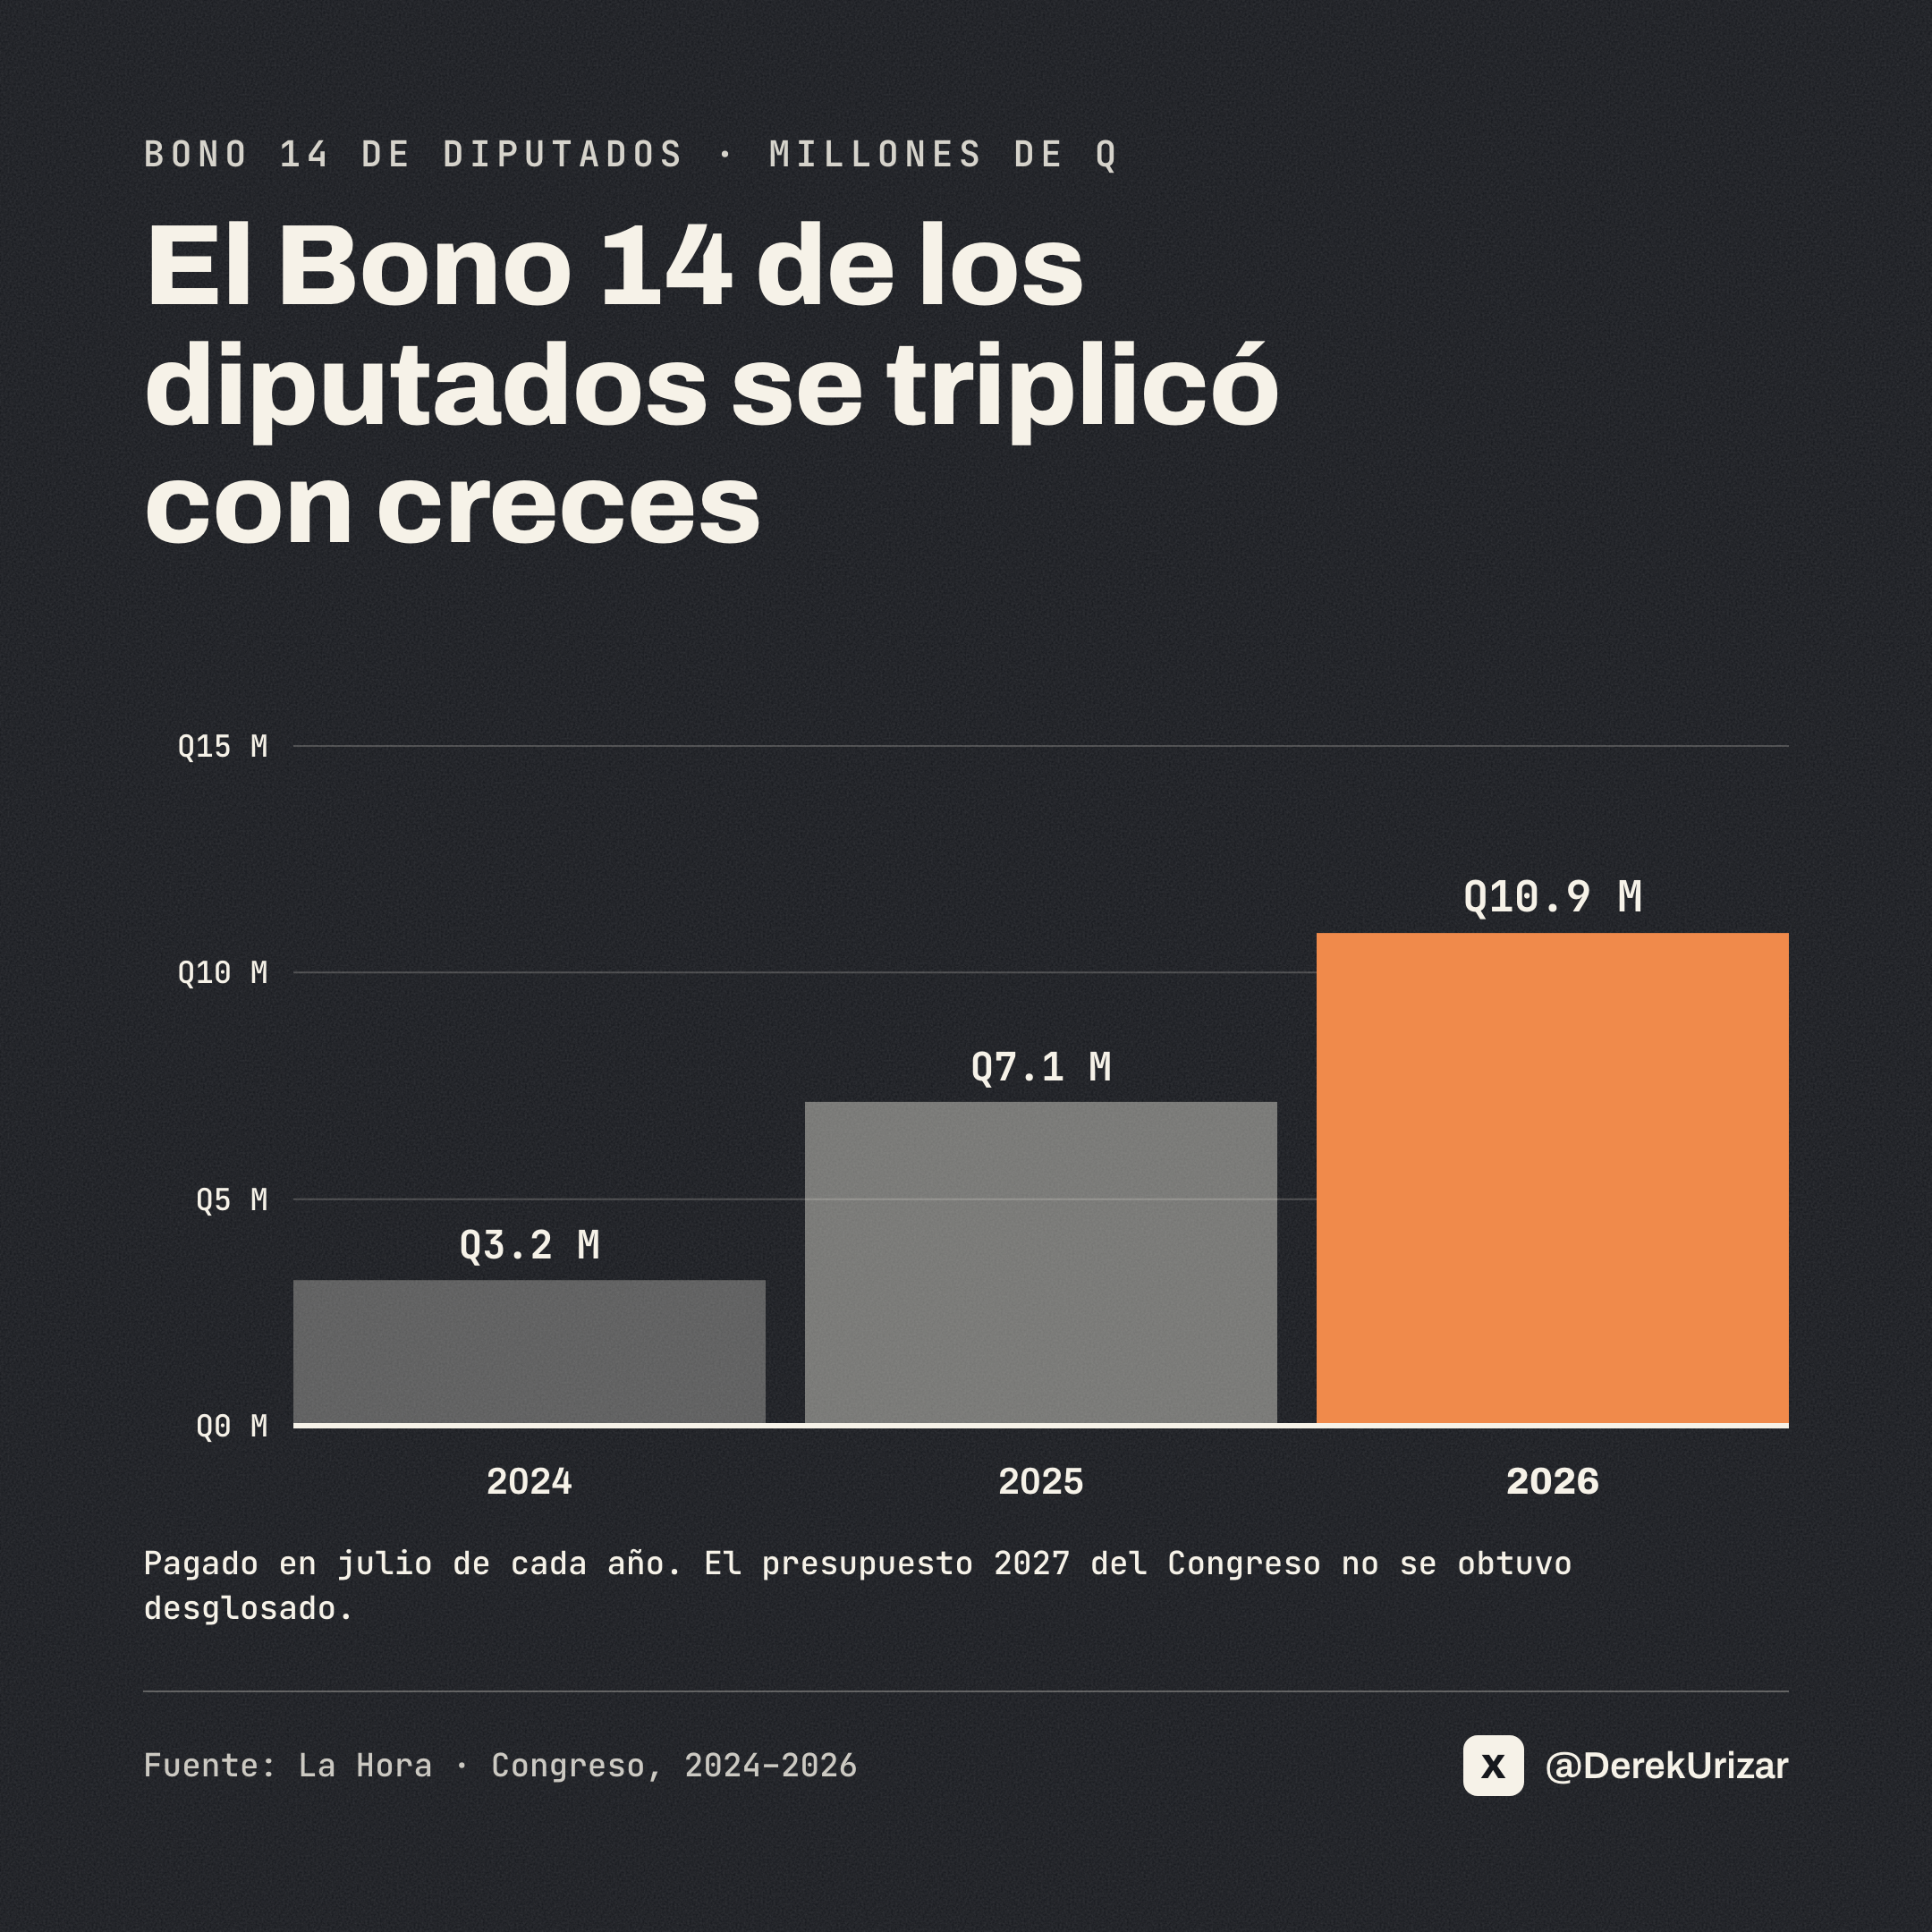 BONO 14 DE DIPUTADOS · MILLONES DE Q
El Bono 14 de los
diputados se triplicó
con creces
Q15 M
Q10.9 M
Q10 M
Q7.1 M
Q5 M
Q3.2 M
Q0 M
2024
2025
2026
Pagado en julio de cada año. El presupuesto 2027 del Congreso no se obtuvo
desglosado.
Fuente: La Hora · Congreso, 2024–2026
X @DerekUrizar